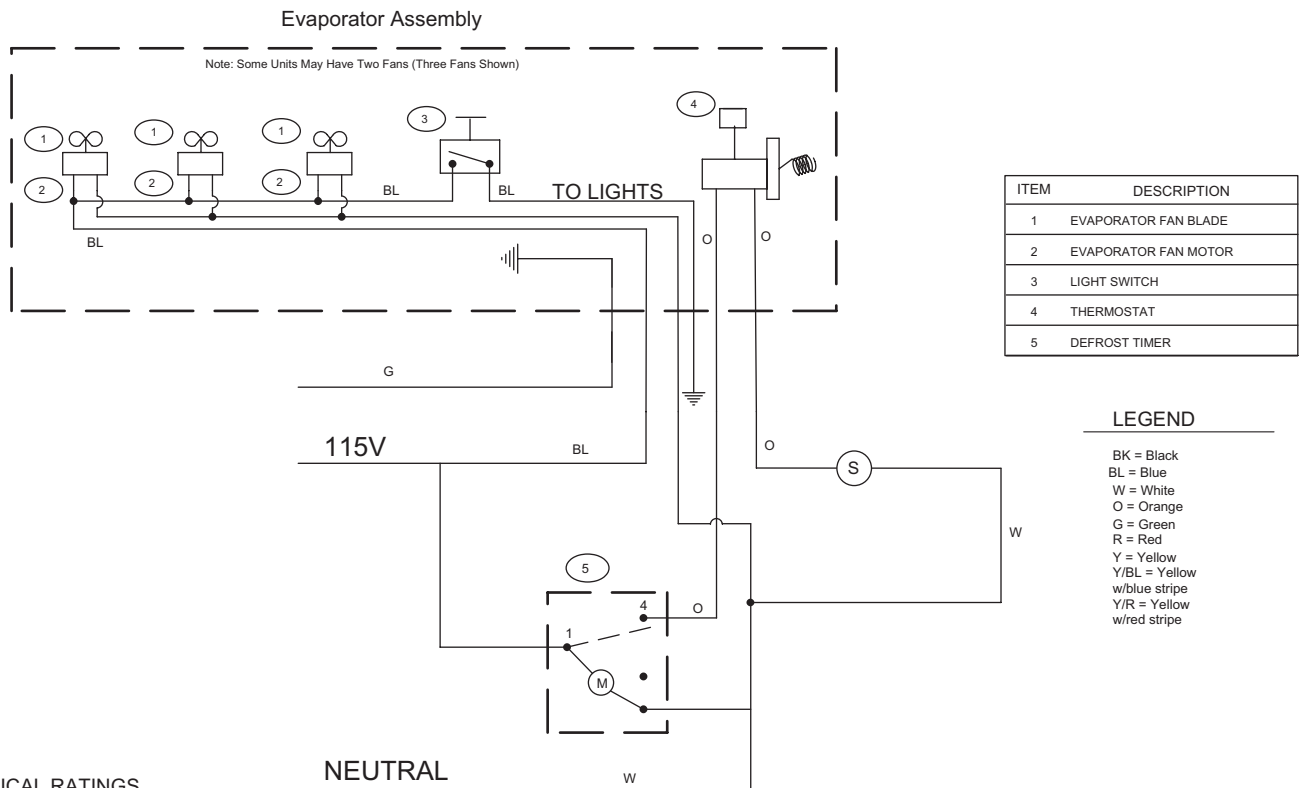 Evaporator Assembly
Note: Some Units May Have Two Fans (Three Fans Shown)
1
1
1
3
4
2
2
2
BL
BL
TO LIGHTS
BL
O
O
ITEM DESCRIPTION
1 EVAPORATOR FAN BLADE
2 EVAPORATOR FAN MOTOR
3 LIGHT SWITCH
4 THERMOSTAT
5 DEFROST TIMER
G
115V
BL
O
S
W
LEGEND
BK = Black
BL = Blue
W = White
O = Orange
G = Green
R = Red
Y = Yellow
Y/BL = Yellow
w/blue stripe
Y/R = Yellow
w/red stripe
5
4
O
1
M
NEUTRAL
W
ICAL RATINGS